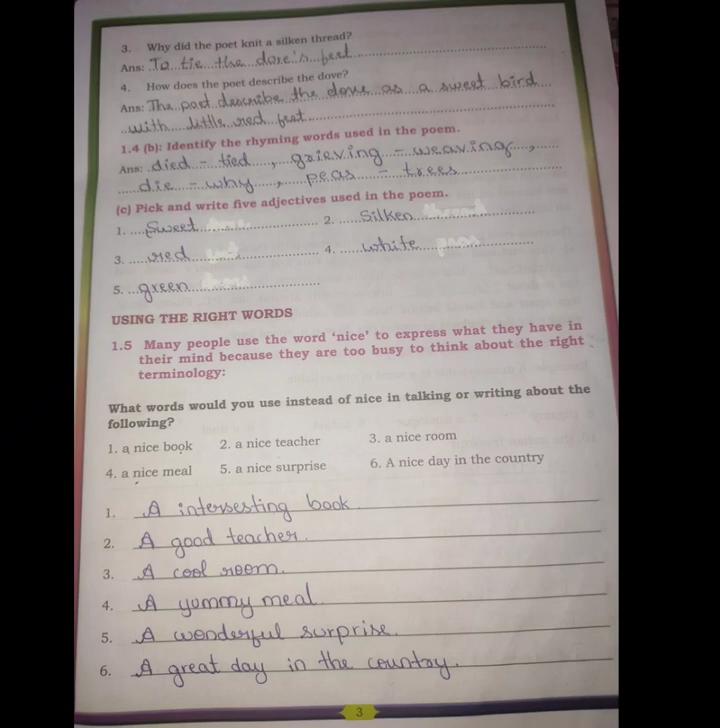 3. Why did the poet knit a silken thread?
Ans: To tie the dove's feet
4. How does the poet describe the dove?
Ans: The poet describe the dove as a sweet bird
with little red feet
1.4 (b): Identify the rhyming words used in the poem.
Ans: died - tied, grieving - weaving,
die - why, peas - trees
(c) Pick and write five adjectives used in the poem.
1. Sweet 2. Silken
3. red 4. white
5. green
USING THE RIGHT WORDS
1.5 Many people use the word 'nice' to express what they have in
their mind because they are too busy to think about the right
terminology:
What words would you use instead of nice in talking or writing about the
following?
1. a nice book 2. a nice teacher 3. a nice room
4. a nice meal 5. a nice surprise 6. A nice day in the country
1. A intersesting book
2. A good teacher.
3. A cool room.
4. A yummy meal.
5. A wonderful surprise.
6. A great day in the country.
3